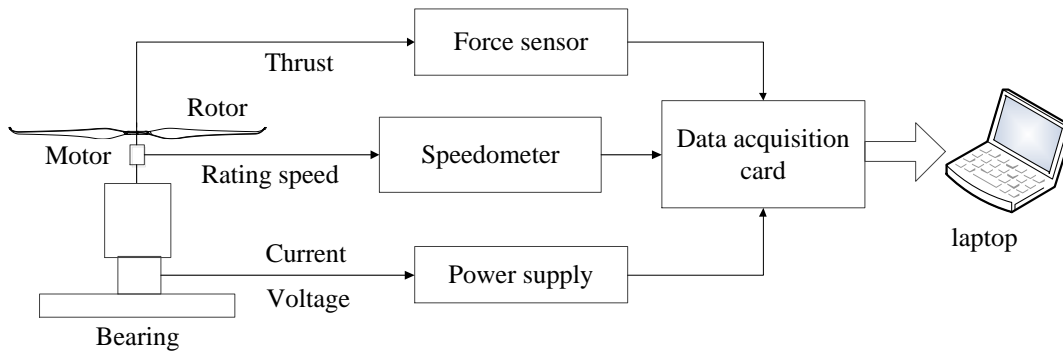 Force sensor
Thrust
Rotor
Motor
Rating speed
Speedometer
Data acquisition
card
laptop
Current
Voltage
Power supply
Bearing